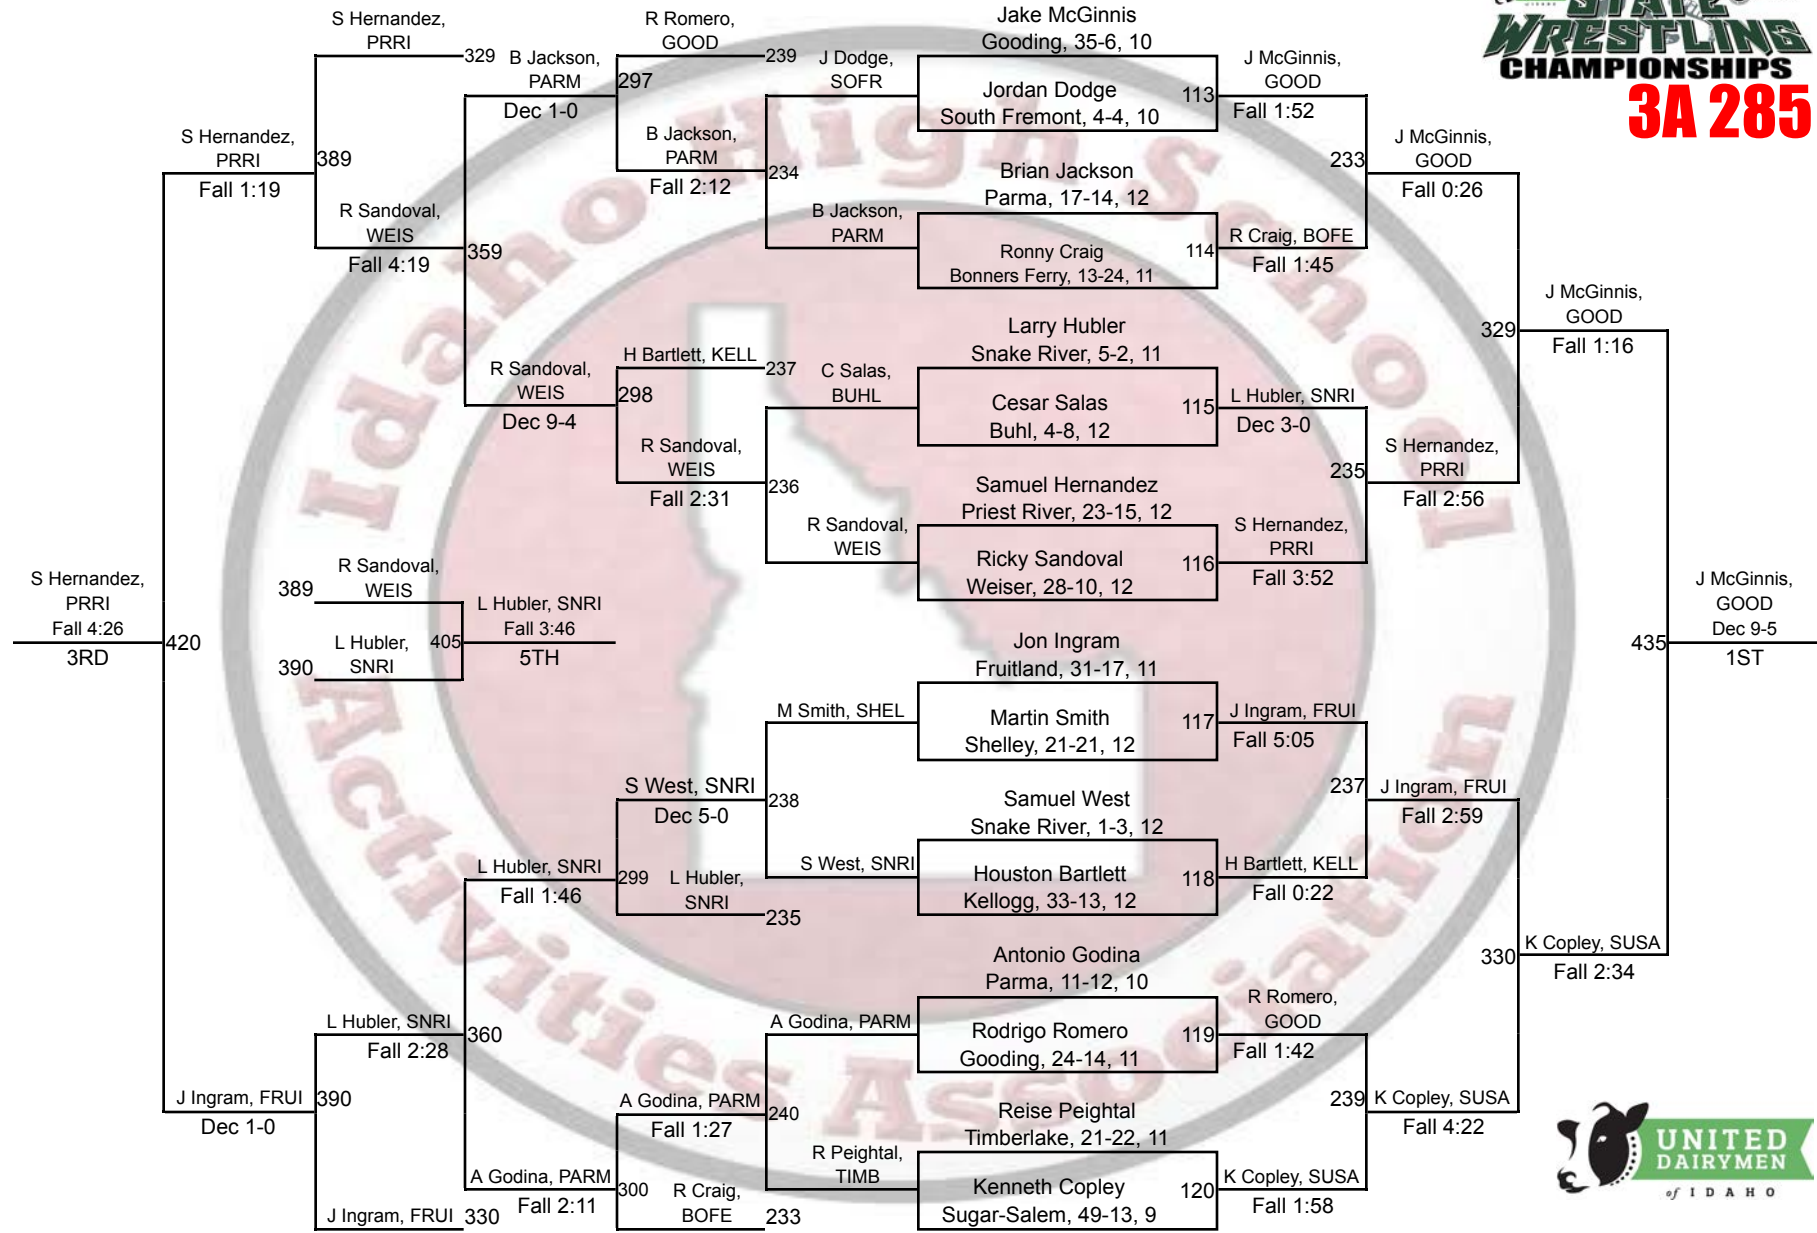 STATE
WRESTLING
CHAMPIONSHIPS
3A 285
Idaho High School
Activities Association
S Hernandez,
PRRI
329
B Jackson,
PARM
Dec 1-0
R Romero,
GOOD
239
297
J Dodge,
SOFR
Jake McGinnis
Gooding, 35-6, 10
Jordan Dodge
South Fremont, 4-4, 10
113
J McGinnis,
GOOD
Fall 1:52
S Hernandez,
PRRI
Fall 1:19
389
B Jackson,
PARM
Fall 2:12
234
Brian Jackson
Parma, 17-14, 12
233
J McGinnis,
GOOD
Fall 0:26
R Sandoval,
WEIS
Fall 4:19
359
B Jackson,
PARM
Ronny Craig
Bonners Ferry, 13-24, 11
114
R Craig, BOFE
Fall 1:45
J McGinnis,
GOOD
Fall 1:16
329
Larry Hubler
Snake River, 5-2, 11
R Sandoval,
WEIS
Dec 9-4
H Bartlett, KELL
237
298
C Salas,
BUHL
Cesar Salas
Buhl, 4-8, 12
115
L Hubler, SNRI
Dec 3-0
R Sandoval,
WEIS
Fall 2:31
236
Samuel Hernandez
Priest River, 23-15, 12
235
S Hernandez,
PRRI
Fall 2:56
R Sandoval,
WEIS
Ricky Sandoval
Weiser, 28-10, 12
116
S Hernandez,
PRRI
Fall 3:52
S Hernandez,
PRRI
Fall 4:26
3RD
420
389
R Sandoval,
WEIS
390
L Hubler,
SNRI
405
L Hubler, SNRI
Fall 3:46
5TH
435
J McGinnis,
GOOD
Dec 9-5
1ST
Jon Ingram
Fruitland, 31-17, 11
M Smith, SHEL
Martin Smith
Shelley, 21-21, 12
117
J Ingram, FRUI
Fall 5:05
S West, SNRI
Dec 5-0
238
Samuel West
Snake River, 1-3, 12
237
J Ingram, FRUI
Fall 2:59
L Hubler, SNRI
Fall 1:46
299
L Hubler,
SNRI
235
S West, SNRI
Houston Bartlett
Kellogg, 33-13, 12
118
H Bartlett, KELL
Fall 0:22
330
K Copley, SUSA
Fall 2:34
Antonio Godina
Parma, 11-12, 10
L Hubler, SNRI
Fall 2:28
360
A Godina, PARM
Rodrigo Romero
Gooding, 24-14, 11
119
R Romero,
GOOD
Fall 1:42
J Ingram, FRUI
Dec 1-0
390
A Godina, PARM
Fall 1:27
240
Reise Peightal
Timberlake, 21-22, 11
239
K Copley, SUSA
Fall 4:22
J Ingram, FRUI
330
A Godina, PARM
Fall 2:11
300
R Craig,
BOFE
233
R Peightal,
TIMB
Kenneth Copley
Sugar-Salem, 49-13, 9
120
K Copley, SUSA
Fall 1:58
UNITED
DAIRYMEN
of IDAHO